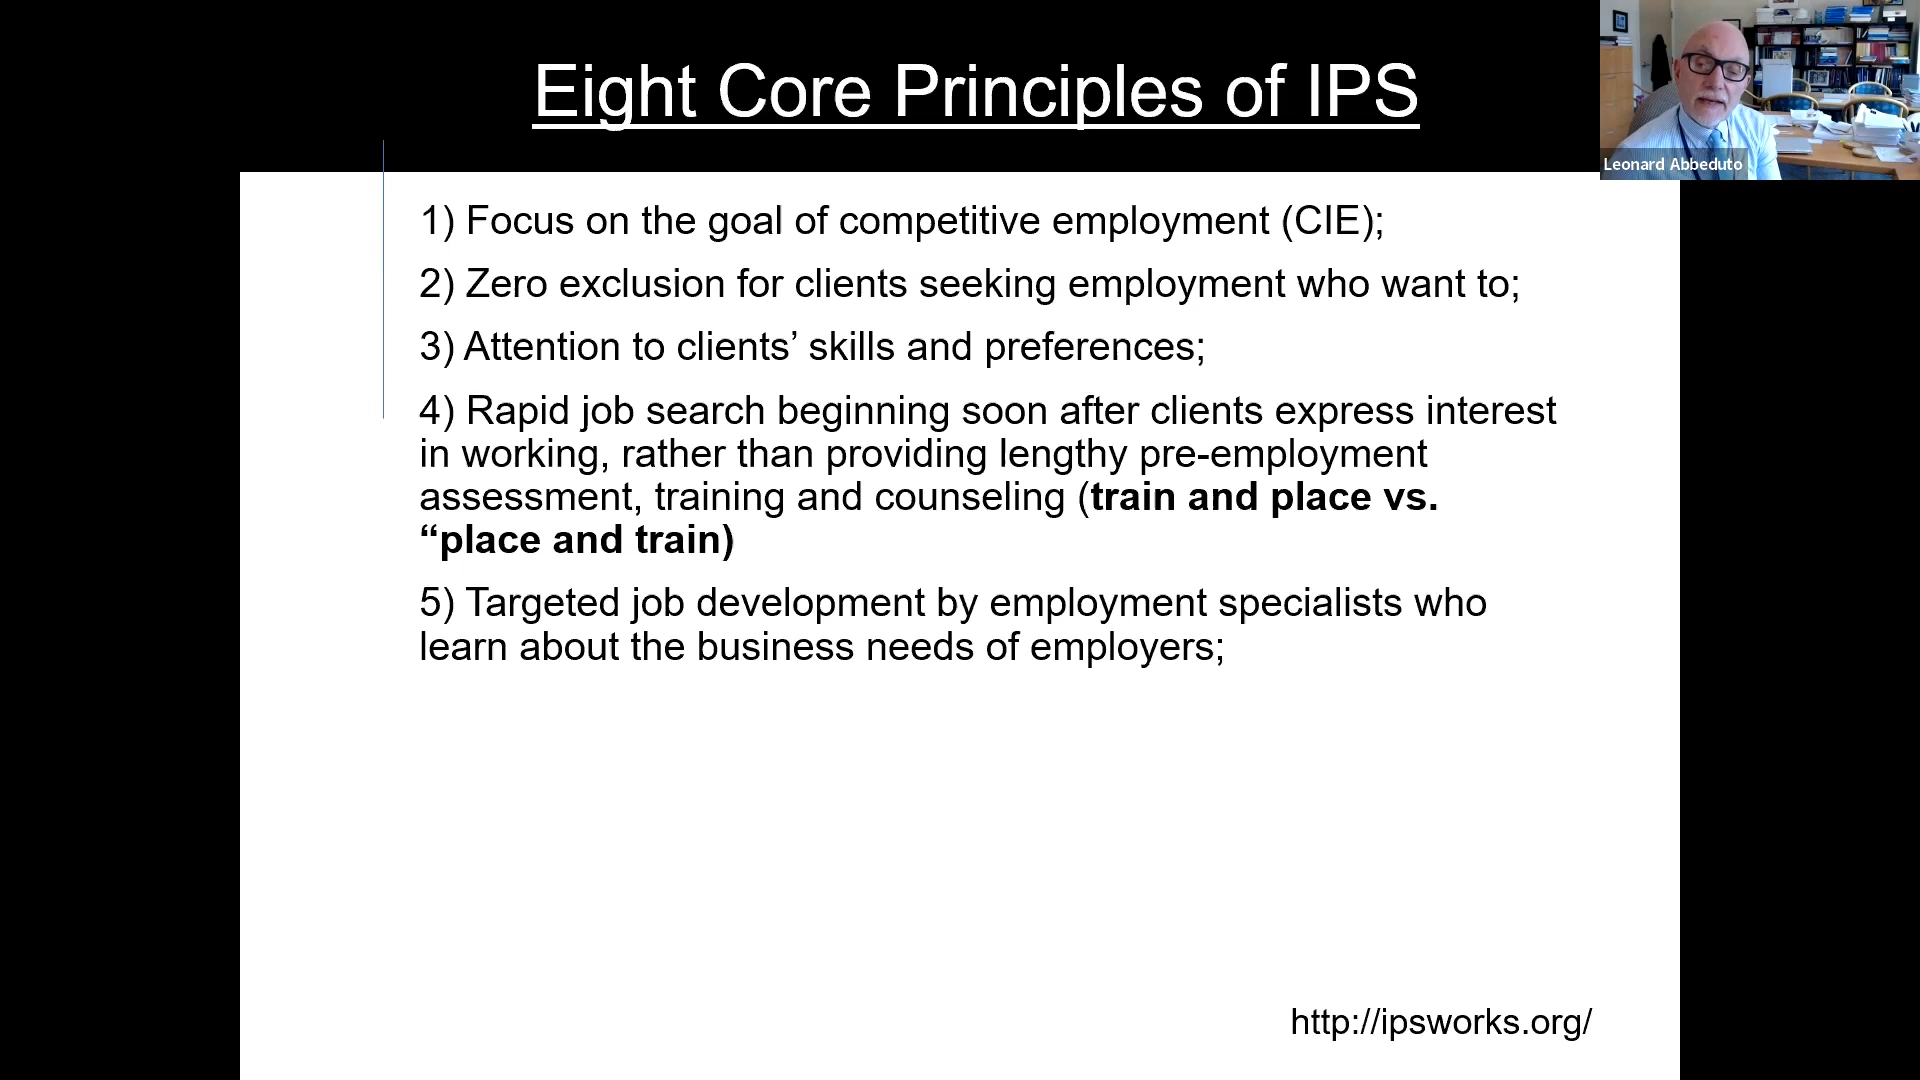 Eight Core Principles of IPS
Leonard Abbeduto
1) Focus on the goal of competitive employment (CIE);
2) Zero exclusion for clients seeking employment who want to;
3) Attention to clients’ skills and preferences;
4) Rapid job search beginning soon after clients express interest
in working, rather than providing lengthy pre-employment
assessment, training and counseling (train and place vs.
“place and train)
5) Targeted job development by employment specialists who
learn about the business needs of employers;
http://ipsworks.org/